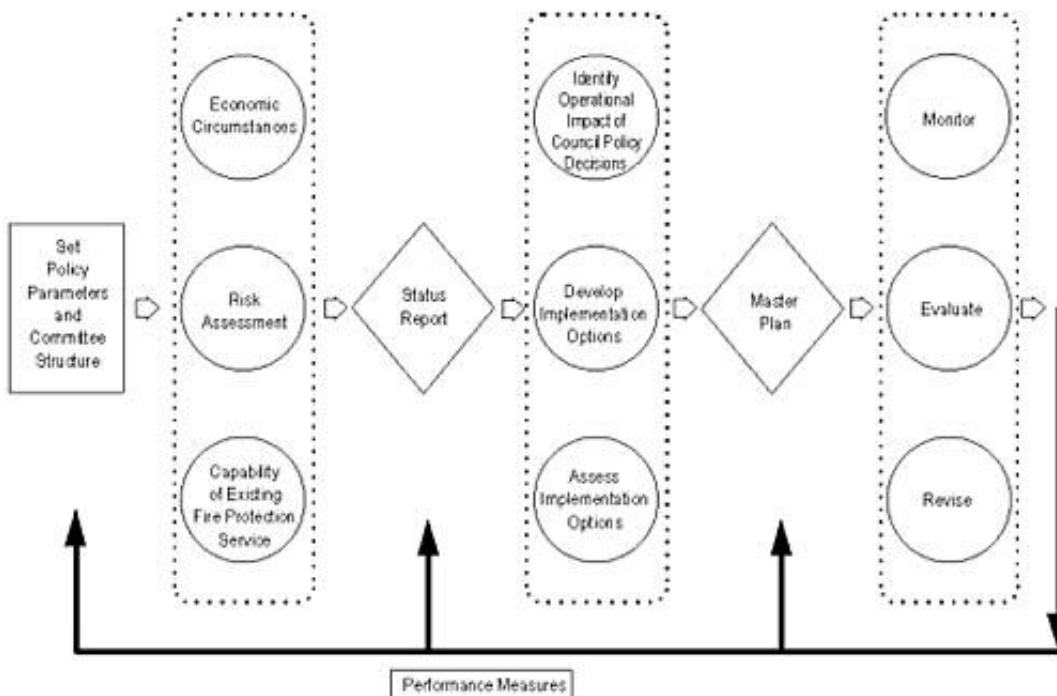 Set
Policy
Parameters
and
Committee
Structure
Economic
Circumstances
Risk
Assessment
Capability
of Existing
Fire Protection
Service
Status
Report
Identify
Operational
Impact of
Council Policy
Decisions
Develop
Implementation
Options
Assess
Implementation
Options
Master
Plan
Monitor
Evaluate
Revise
Performance Measures